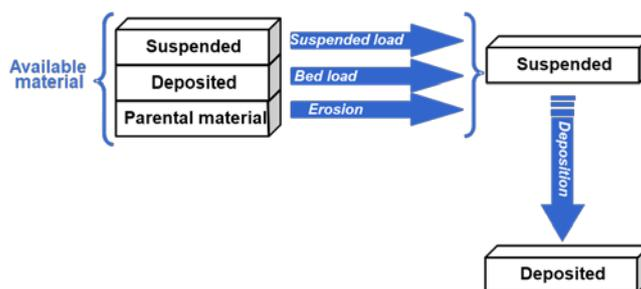 Available
material
Suspended
Deposited
Parental material
Suspended load
Bed load
Erosion
Suspended
Deposition
Deposited